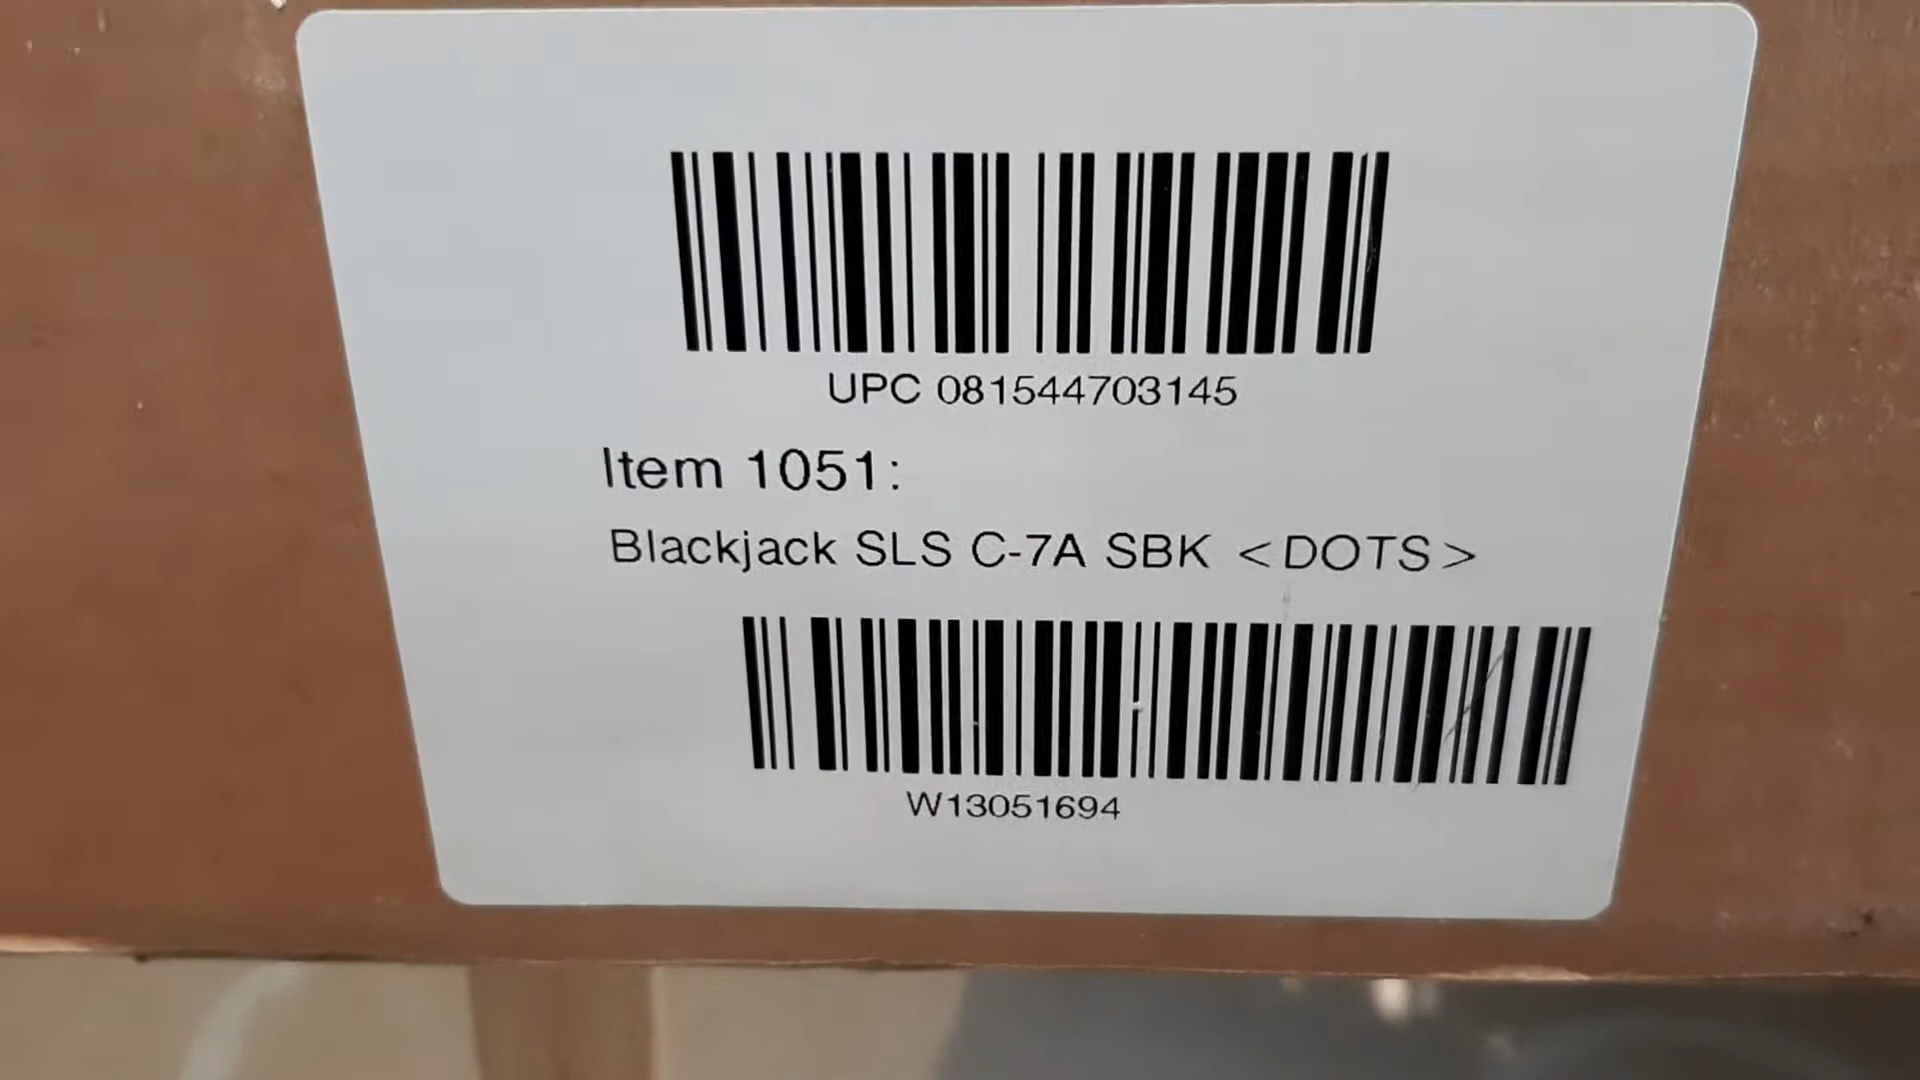 UPC 081544703145
Item 1051:
Blackjack SLS C-7A SBK <DOTS>
W13051694